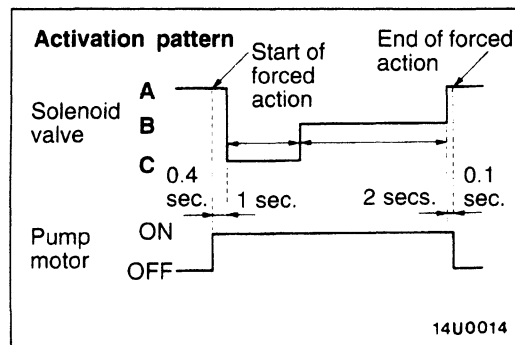 Activation pattern
Start of
forced
action
End of forced
action
A
Solenoid
valve
B
C
0.4
sec.
1 sec.
2 secs.
0.1
sec.
Pump
motor
ON
OFF
14U0014